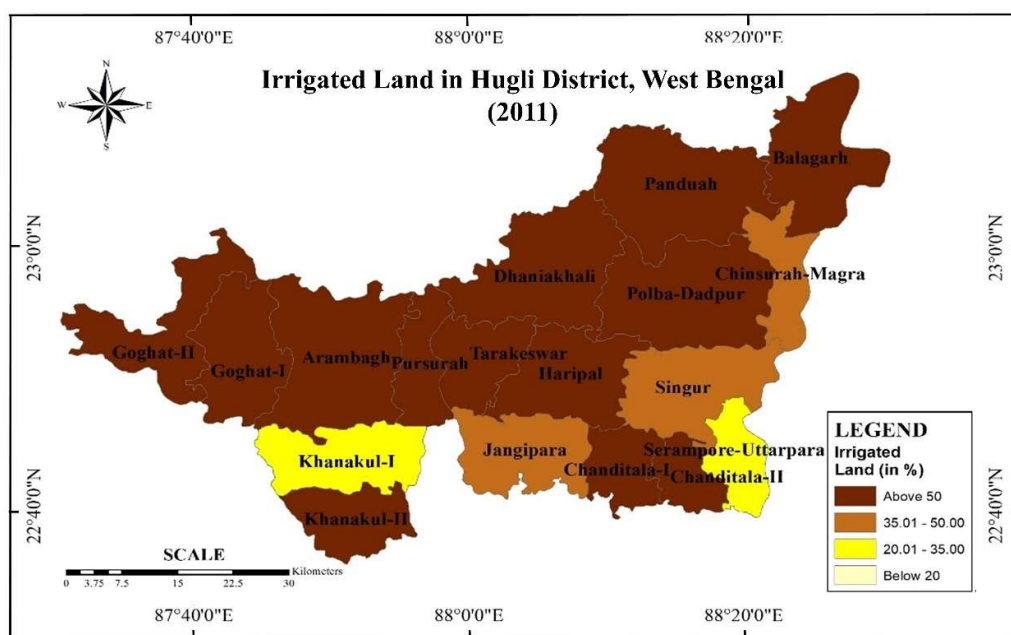 87°40'0"E 88°0'0"E 88°20'0"E
Irrigated Land in Hugli District, West Bengal
(2011)
N
W E
S
Balagarh
Panduah
23°0'0"N 23°0'0"N
Dhaniakhali
Chinsurah-Magra
Polba-Dadpur
Goghat-II
Goghat-I
Arambagh
Pursurah
Tarakeswar
Haripal
Singur
Khanakul-I
Jangipara
Serampore-Uttarpara
Chanditala-I
Chanditala-II
Khanakul-II
22°40'0"N 22°40'0"N
LEGEND
Irrigated
Land (in %)
Above 50
35.01 - 50.00
20.01 - 35.00
Below 20
SCALE
Kilometers
0 3.75 7.5 15 22.5 30
87°40'0"E 88°0'0"E 88°20'0"E